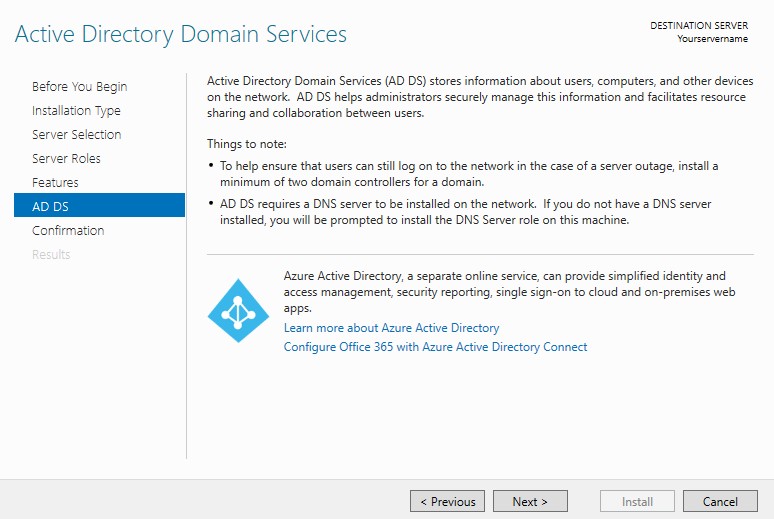 Active Directory Domain Services
DESTINATION SERVER
Yourservername
Before You Begin
Installation Type
Server Selection
Server Roles
Features
AD DS
Confirmation
Results
Active Directory Domain Services (AD DS) stores information about users, computers, and other devices
on the network.  AD DS helps administrators securely manage this information and facilitates resource
sharing and collaboration between users.
Things to note:
• To help ensure that users can still log on to the network in the case of a server outage, install a
minimum of two domain controllers for a domain.
• AD DS requires a DNS server to be installed on the network.  If you do not have a DNS server
installed, you will be prompted to install the DNS Server role on this machine.
Azure Active Directory, a separate online service, can provide simplified identity and
access management, security reporting, single sign-on to cloud and on-premises web
apps.
Learn more about Azure Active Directory
Configure Office 365 with Azure Active Directory Connect
< Previous
Next >
Install
Cancel